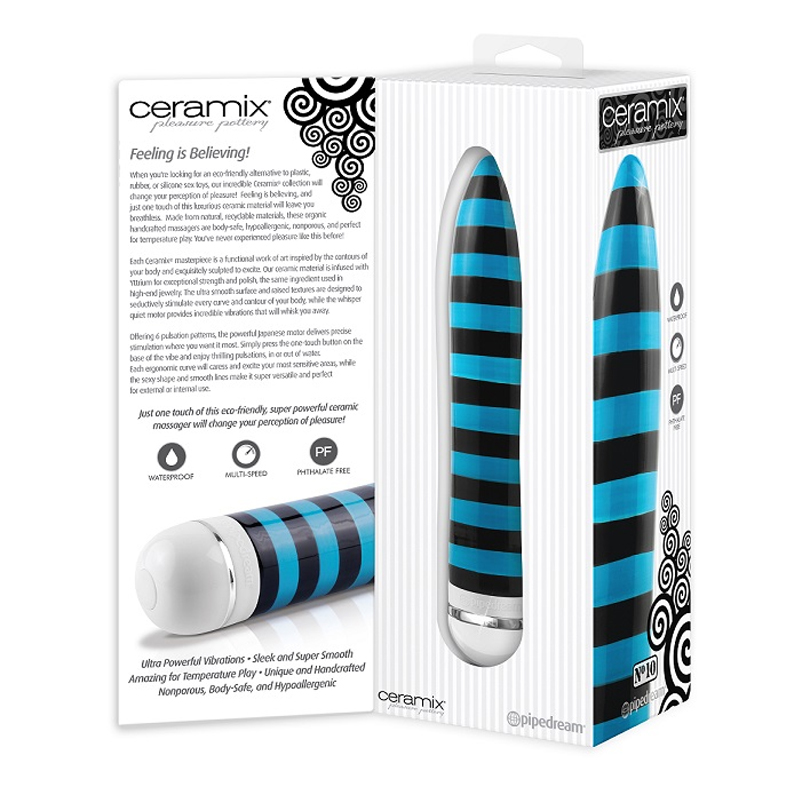 ceramix®
pleasure pottery
Feeling is Believing!
When you're looking for an eco-friendly alternative to plastic,
rubber, or silicone sex toys, our incredible Ceramix® collection will
change your perception of pleasure! Feeling is believing, and
just one touch of this luxurious ceramic material will leave you
breathless. Made from natural, recyclable materials, these organic
handcrafted massagers are body-safe, hypoallergenic, nonporous, and perfect
for temperature play. You've never experienced pleasure like this before!
Each Ceramix® masterpiece is a functional work of art inspired by the contours of
your body and exquisitely sculpted to excite. Our ceramic material is infused with
Yttrium for exceptional strength and polish, the same ingredient used in
high-end jewelry. The ultra smooth surface and raised textures are designed to
seductively stimulate every curve and contour of your body, while the whisper
quiet motor provides incredible vibrations that will whisk you away.
Offering 6 pulsation patterns, the powerful Japanese motor delivers precise
stimulation where you want it most. Simply press the one-touch button on the
base of the vibe and enjoy thrilling pulsations, in or out of water.
Each ergonomic curve will caress and excite your most sensitive areas, while
the sexy shape and smooth lines make it super versatile and perfect
for external or internal use.
Just one touch of this eco-friendly, super powerful ceramic
massager will change your perception of pleasure!
PF
WATERPROOF MULTI-SPEED PHTHALATE FREE
Ultra Powerful Vibrations • Sleek and Super Smooth
Amazing for Temperature Play • Unique and Handcrafted
Nonporous, Body-Safe, and Hypoallergenic
ceramix®
pleasure pottery
pipedream®
ceramix®
pleasure pottery
WATERPROOF
MULTI-SPEED
PF
PHTHALATE
FREE
Nº10
pipedream®